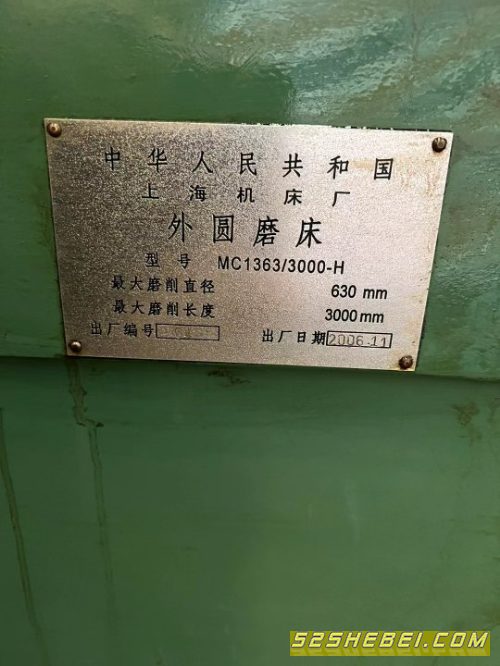 中华人民共和国
上海机床厂
外圆磨床
型号 MC1363/3000-H
最大磨削直径 630 mm
最大磨削长度 3000 mm
出厂编号 出厂日期 2006.11
52SHEBEI.COM